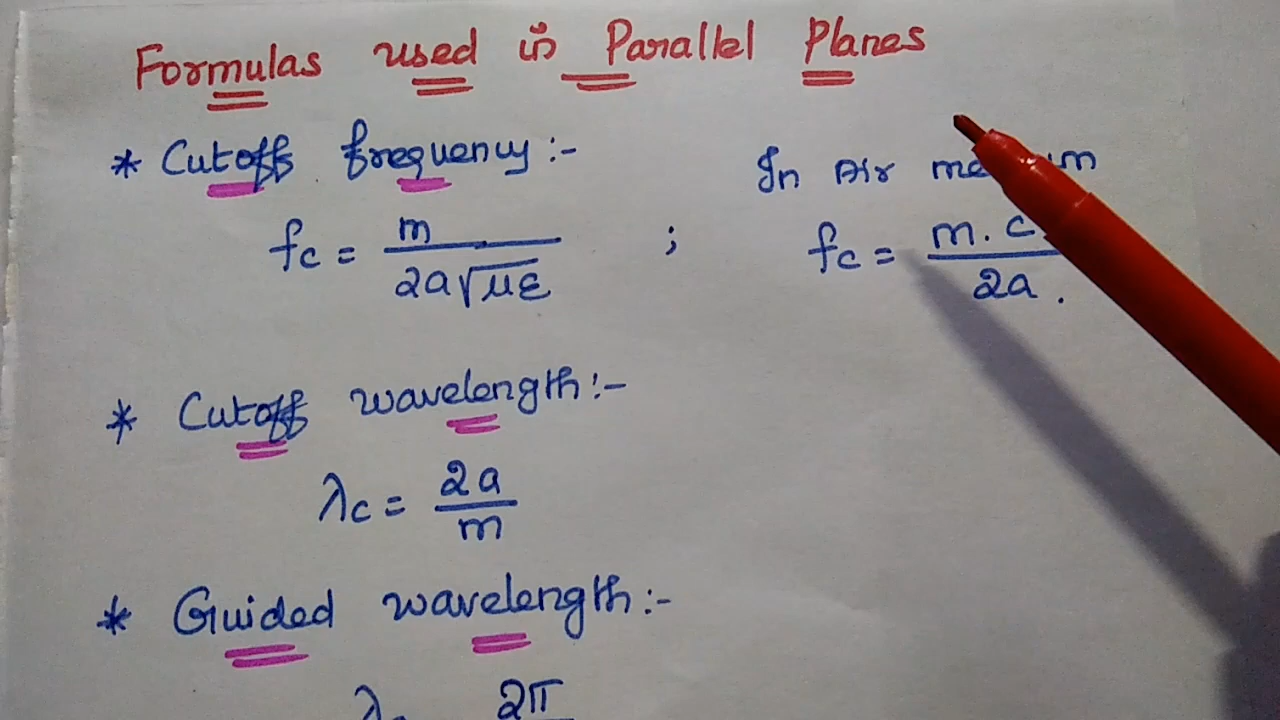 Formulas used in Parallel Planes
* Cutoff frequency:-
In Air
fc = m / 2a√με ; fc = m.c / 2a.
* Cutoff wavelength:-
λc = 2a / m
* Guided wavelength:-
2π